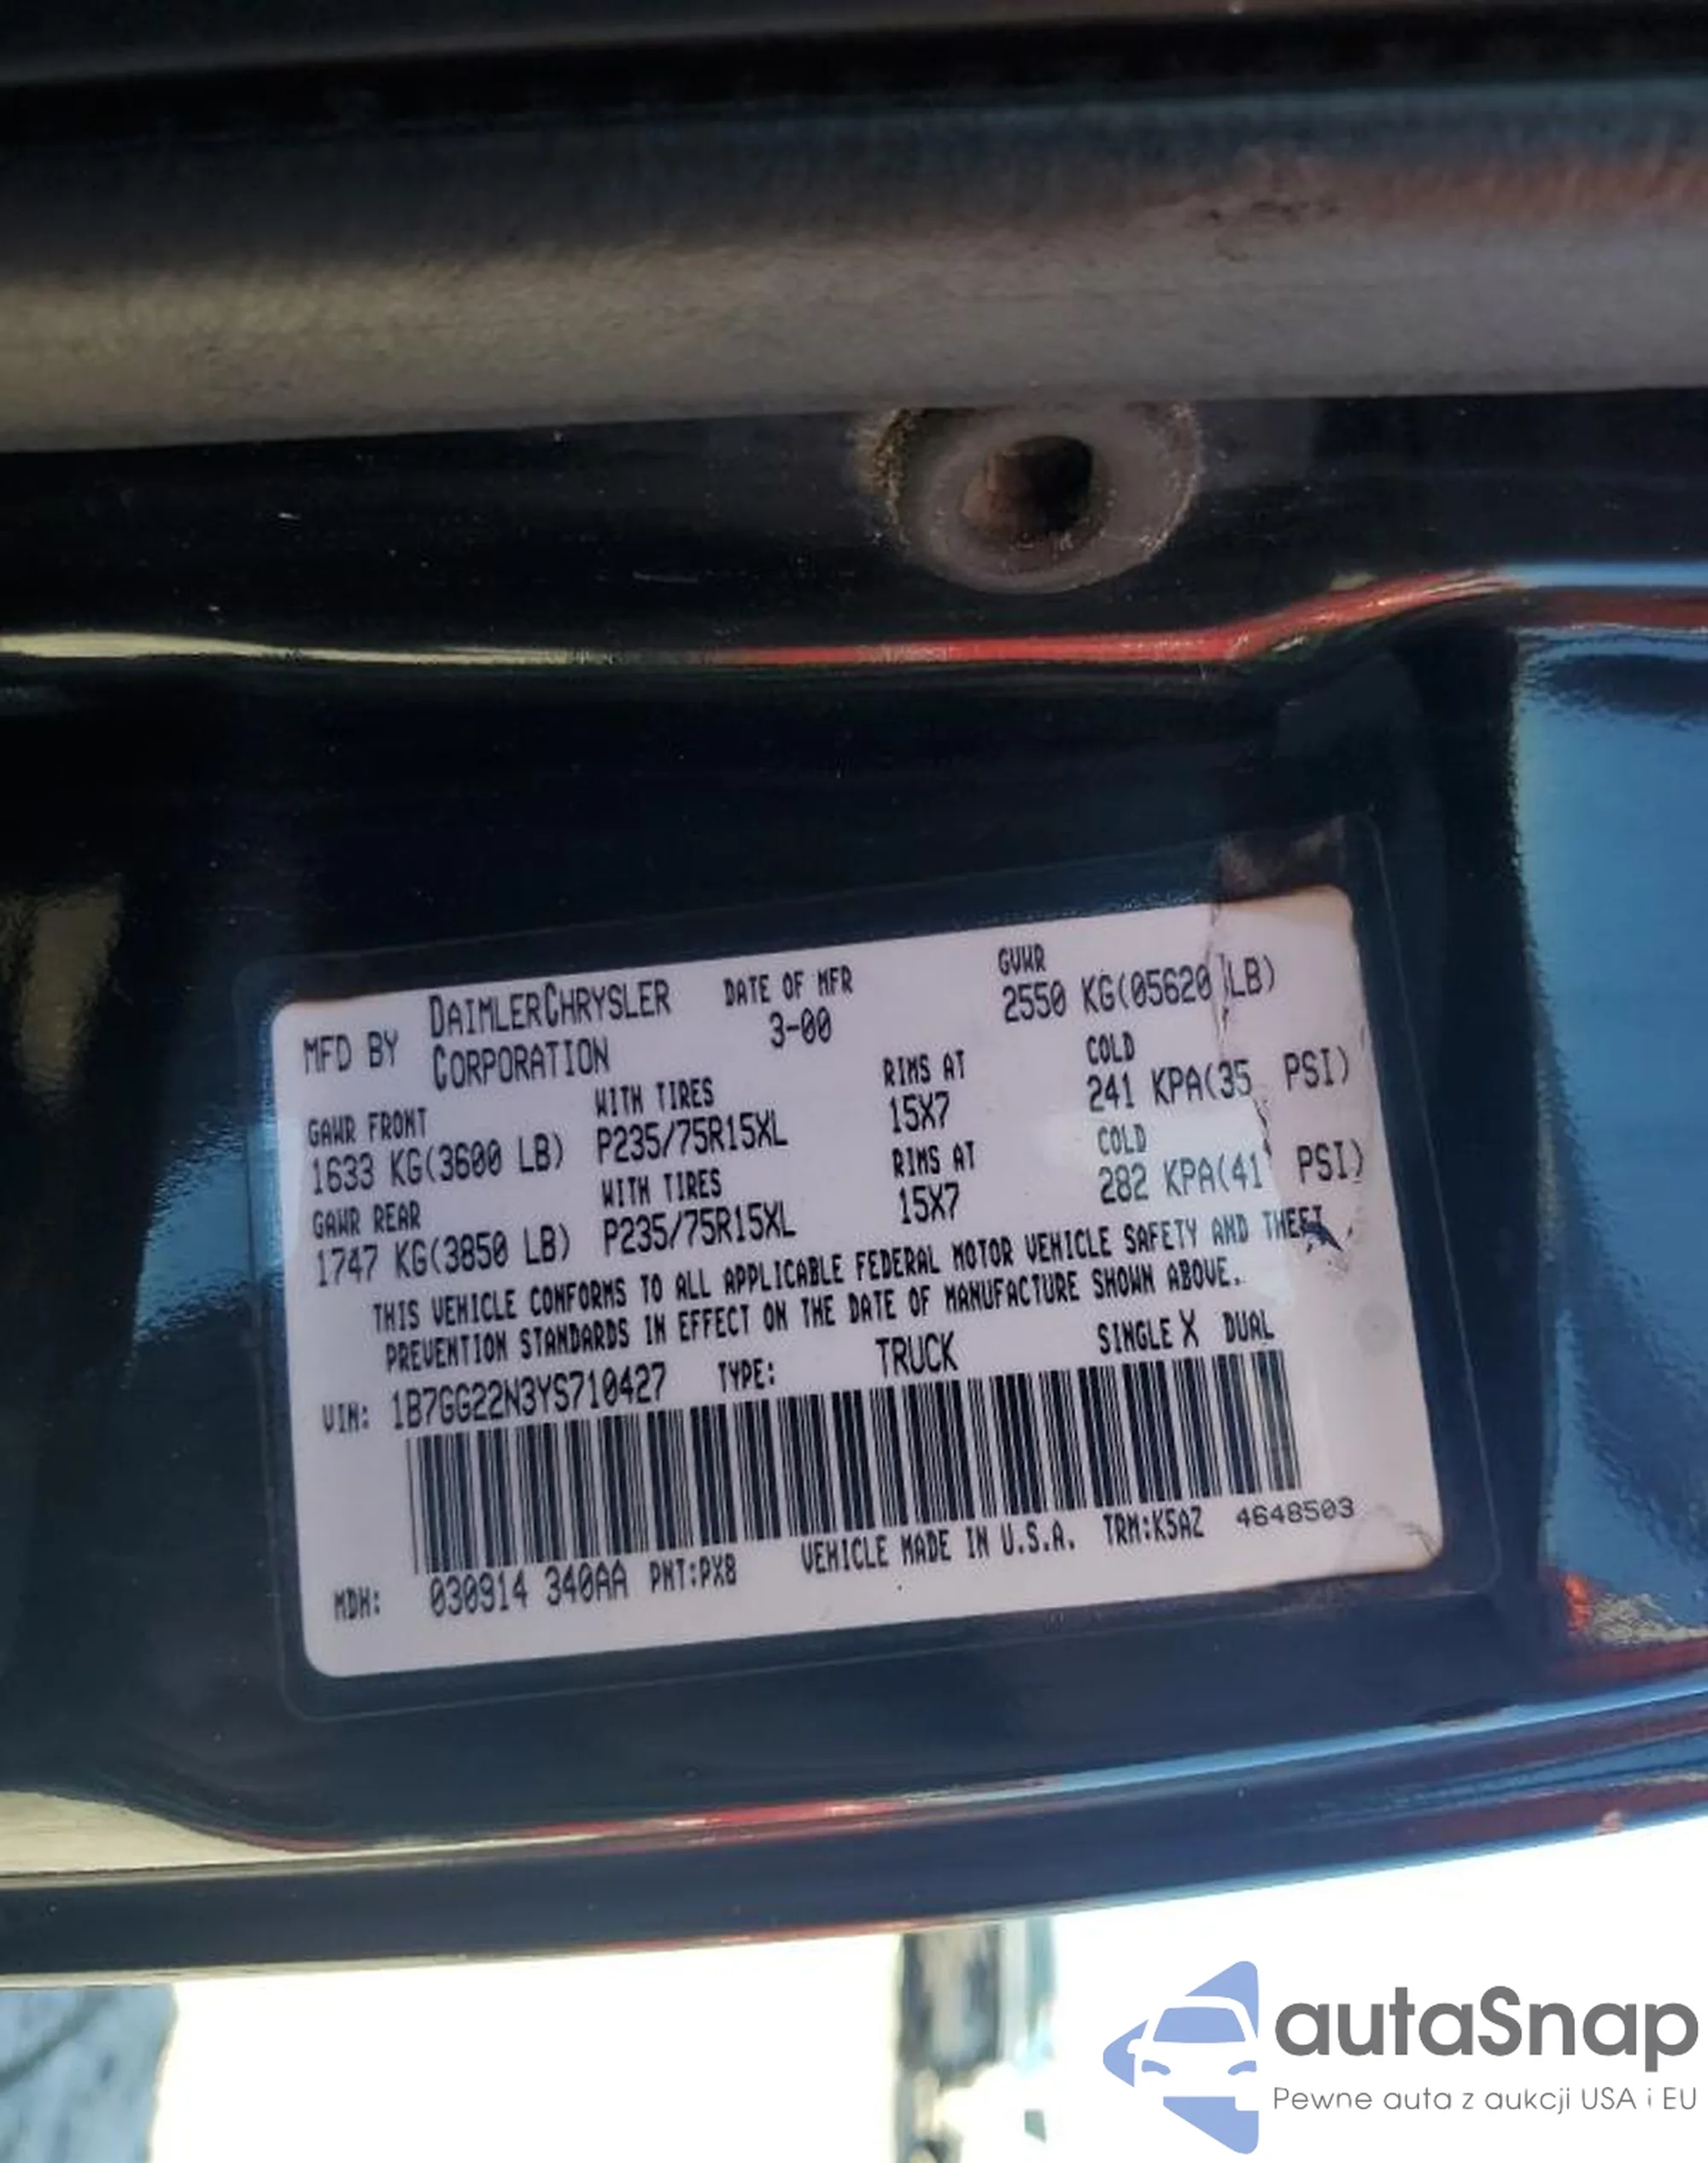 MFD BY DAIMLERCHRYSLER CORPORATION DATE OF MFR 3-00 GVWR 2550 KG(05620 LB)
GAWR FRONT WITH TIRES RIMS AT COLD
1633 KG(3600 LB) P235/75R15XL 15X7 241 KPA(35 PSI)
GAWR REAR WITH TIRES RIMS AT COLD
1747 KG(3850 LB) P235/75R15XL 15X7 282 KPA(41 PSI)
THIS VEHICLE CONFORMS TO ALL APPLICABLE FEDERAL MOTOR VEHICLE SAFETY AND THEFT
PREVENTION STANDARDS IN EFFECT ON THE DATE OF MANUFACTURE SHOWN ABOVE.
VIN: 1B7GG22N3YS710427 TYPE: TRUCK SINGLE X DUAL
MDH: 030914 340AA PNT:PX8 VEHICLE MADE IN U.S.A. TRM:K5AZ 4648503
autaSnap
Pewne auta z aukcji USA i EU